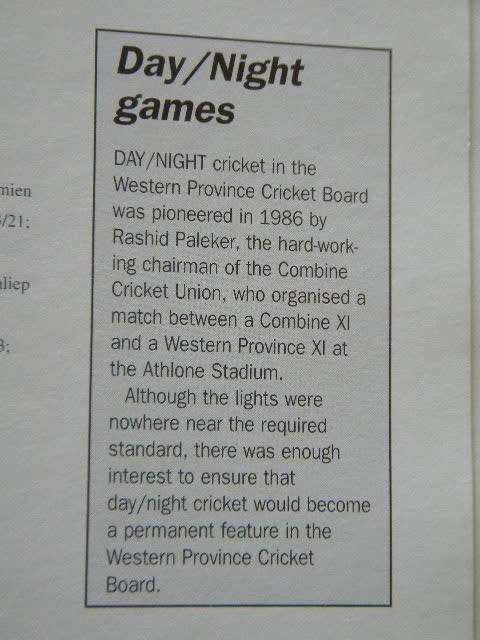 Day/Night
games
DAY/NIGHT cricket in the
Western Province Cricket Board
was pioneered in 1986 by
Rashid Paleker, the hard-work-
ing chairman of the Combine
Cricket Union, who organised a
match between a Combine XI
and a Western Province XI at
the Athlone Stadium.
Although the lights were
nowhere near the required
standard, there was enough
interest to ensure that
day/night cricket would become
a permanent feature in the
Western Province Cricket
Board.